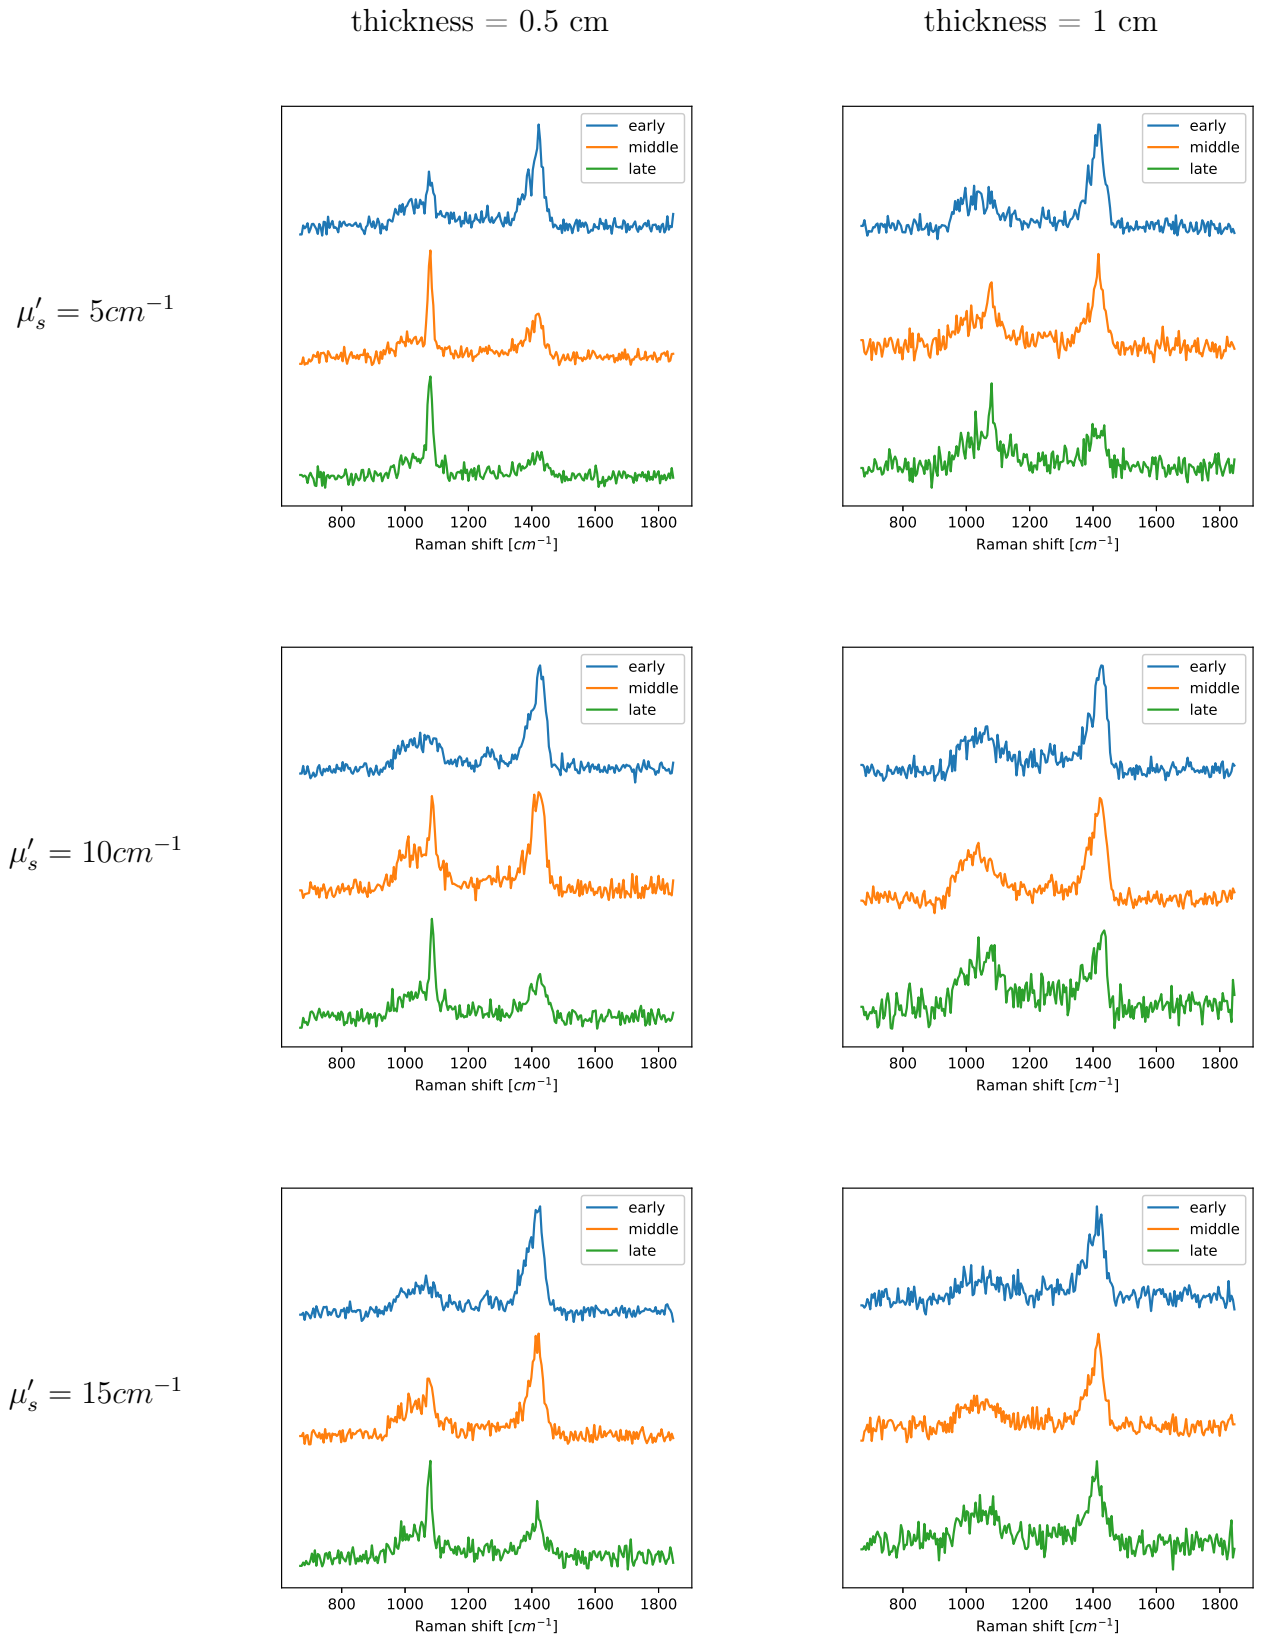 thickness = 0.5 cm
thickness = 1 cm
μ′s = 5cm⁻¹
early
middle
late
800 1000 1200 1400 1600 1800
Raman shift [cm⁻¹]
early
middle
late
800 1000 1200 1400 1600 1800
Raman shift [cm⁻¹]
μ′s = 10cm⁻¹
early
middle
late
800 1000 1200 1400 1600 1800
Raman shift [cm⁻¹]
early
middle
late
800 1000 1200 1400 1600 1800
Raman shift [cm⁻¹]
μ′s = 15cm⁻¹
early
middle
late
800 1000 1200 1400 1600 1800
Raman shift [cm⁻¹]
early
middle
late
800 1000 1200 1400 1600 1800
Raman shift [cm⁻¹]